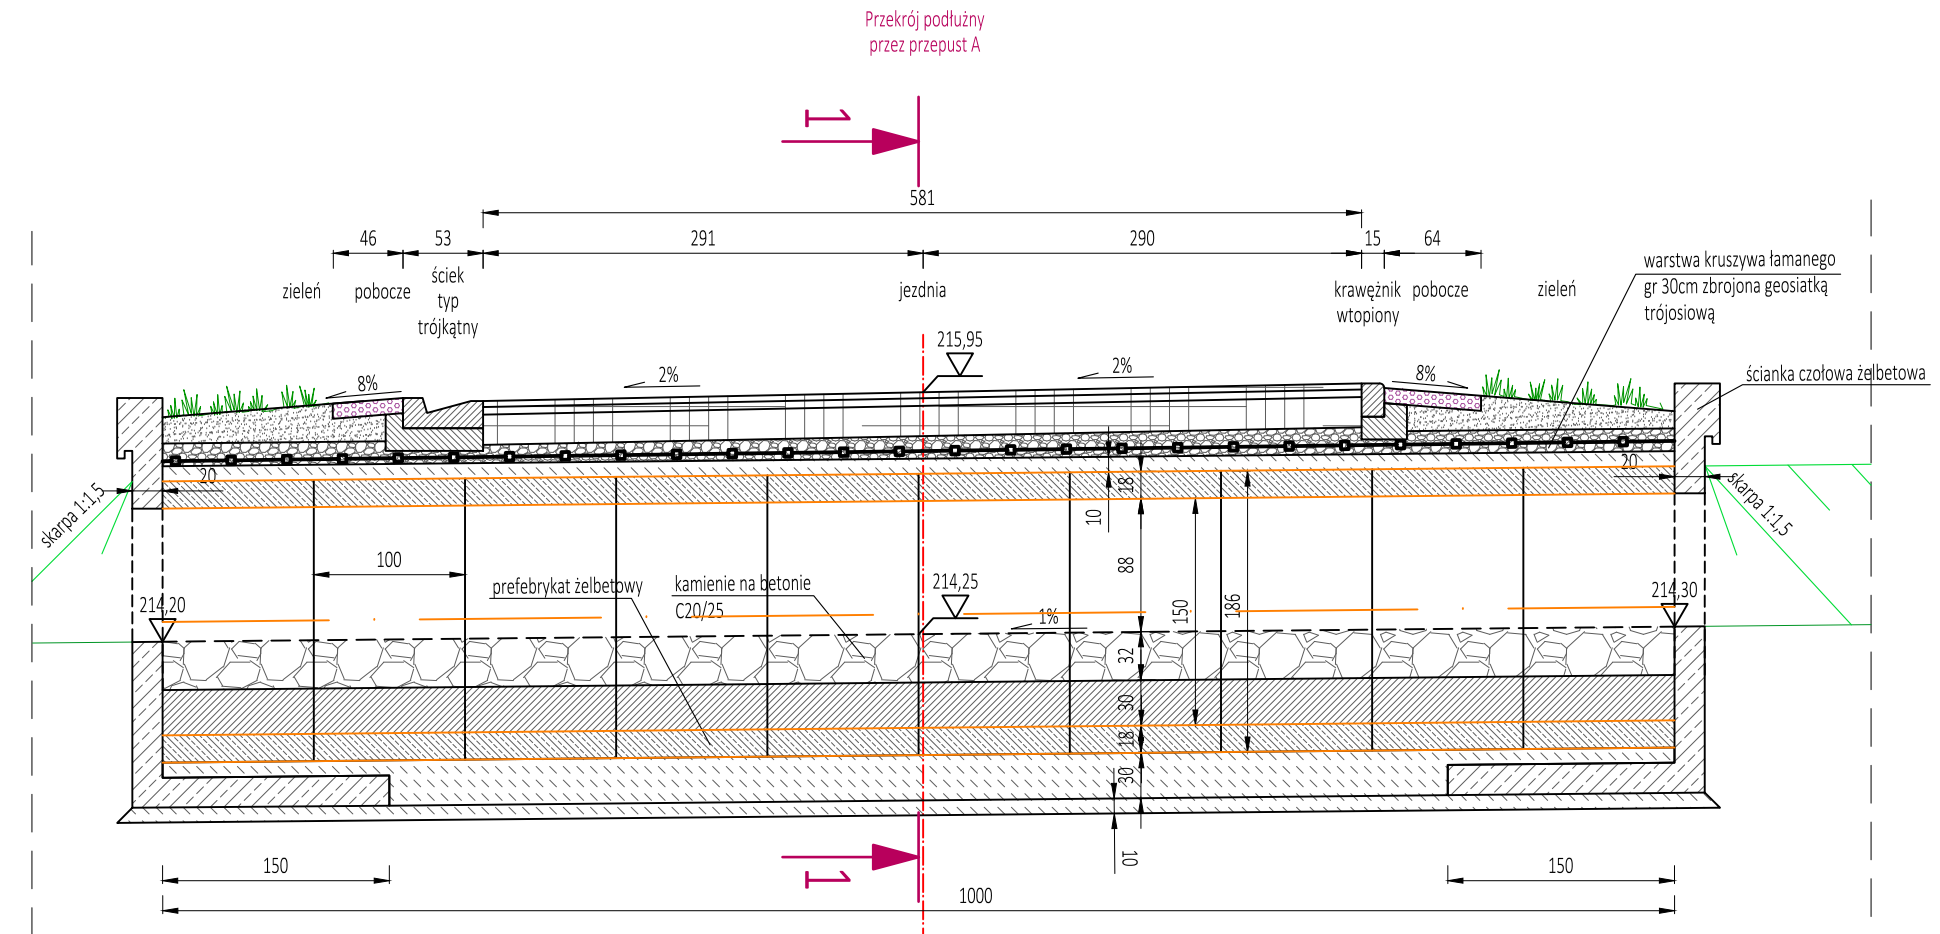 Przekrój podłużny
przez przepust A
1
581
46
53
291
290
15
64
zieleń
pobocze
ściek
typ
trójkątny
jezdnia
krawężnik
wtopiony
pobocze
zieleń
warstwa kruszywa łamanego
gr 30cm zbrojona geosiatką
trójosiową
215,95
8%
2%
2%
8%
ścianka czołowa żelbetowa
20
20
skarpa 1:1,5
skarpa 1:1,5
18
10
100
88
prefebrykat żelbetowy
kamienie na betonie
C20/25
214,20
214,25
214,30
1%
150
186
32
30
18
30
10
150
150
1
1000